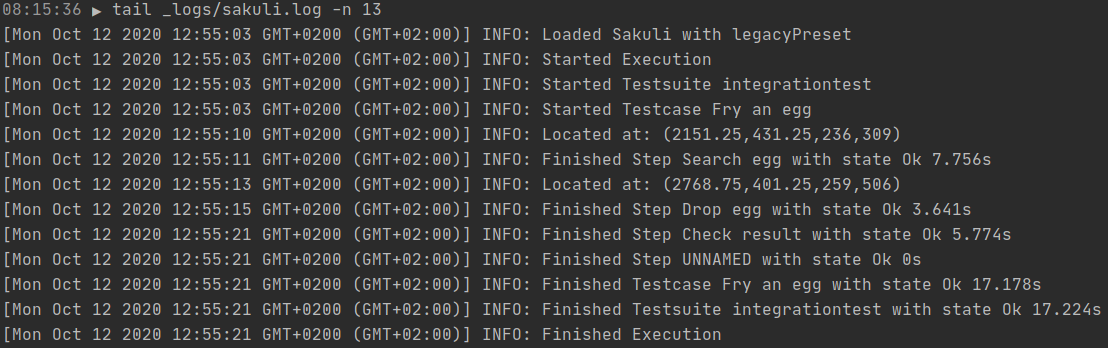 08:15:36 ▶ tail _logs/sakuli.log -n 13
[Mon Oct 12 2020 12:55:03 GMT+0200 (GMT+02:00)] INFO: Loaded Sakuli with legacyPreset
[Mon Oct 12 2020 12:55:03 GMT+0200 (GMT+02:00)] INFO: Started Execution
[Mon Oct 12 2020 12:55:03 GMT+0200 (GMT+02:00)] INFO: Started Testsuite integrationtest
[Mon Oct 12 2020 12:55:03 GMT+0200 (GMT+02:00)] INFO: Started Testcase Fry an egg
[Mon Oct 12 2020 12:55:10 GMT+0200 (GMT+02:00)] INFO: Located at: (2151.25,431.25,236,309)
[Mon Oct 12 2020 12:55:11 GMT+0200 (GMT+02:00)] INFO: Finished Step Search egg with state Ok 7.756s
[Mon Oct 12 2020 12:55:13 GMT+0200 (GMT+02:00)] INFO: Located at: (2768.75,401.25,259,506)
[Mon Oct 12 2020 12:55:15 GMT+0200 (GMT+02:00)] INFO: Finished Step Drop egg with state Ok 3.641s
[Mon Oct 12 2020 12:55:21 GMT+0200 (GMT+02:00)] INFO: Finished Step Check result with state Ok 5.774s
[Mon Oct 12 2020 12:55:21 GMT+0200 (GMT+02:00)] INFO: Finished Step UNNAMED with state Ok 0s
[Mon Oct 12 2020 12:55:21 GMT+0200 (GMT+02:00)] INFO: Finished Testcase Fry an egg with state Ok 17.178s
[Mon Oct 12 2020 12:55:21 GMT+0200 (GMT+02:00)] INFO: Finished Testsuite integrationtest with state Ok 17.224s
[Mon Oct 12 2020 12:55:21 GMT+0200 (GMT+02:00)] INFO: Finished Execution